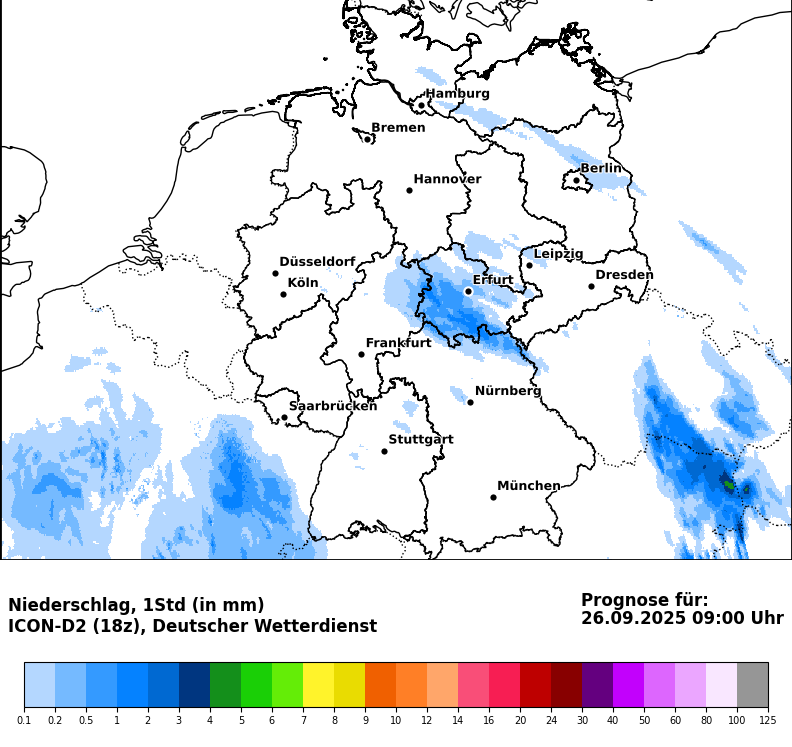 Hamburg
Bremen
Berlin
Hannover
Leipzig
Düsseldorf
Dresden
Köln
Erfurt
Frankfurt
Nürnberg
Saarbrücken
Stuttgart
München
Niederschlag, 1Std (in mm)
ICON-D2 (18z), Deutscher Wetterdienst
Prognose für:
26.09.2025 09:00 Uhr
0.1 0.2 0.5 1 2 3 4 5 6 7 8 9 10 12 14 16 20 24 30 40 50 60 80 100 125